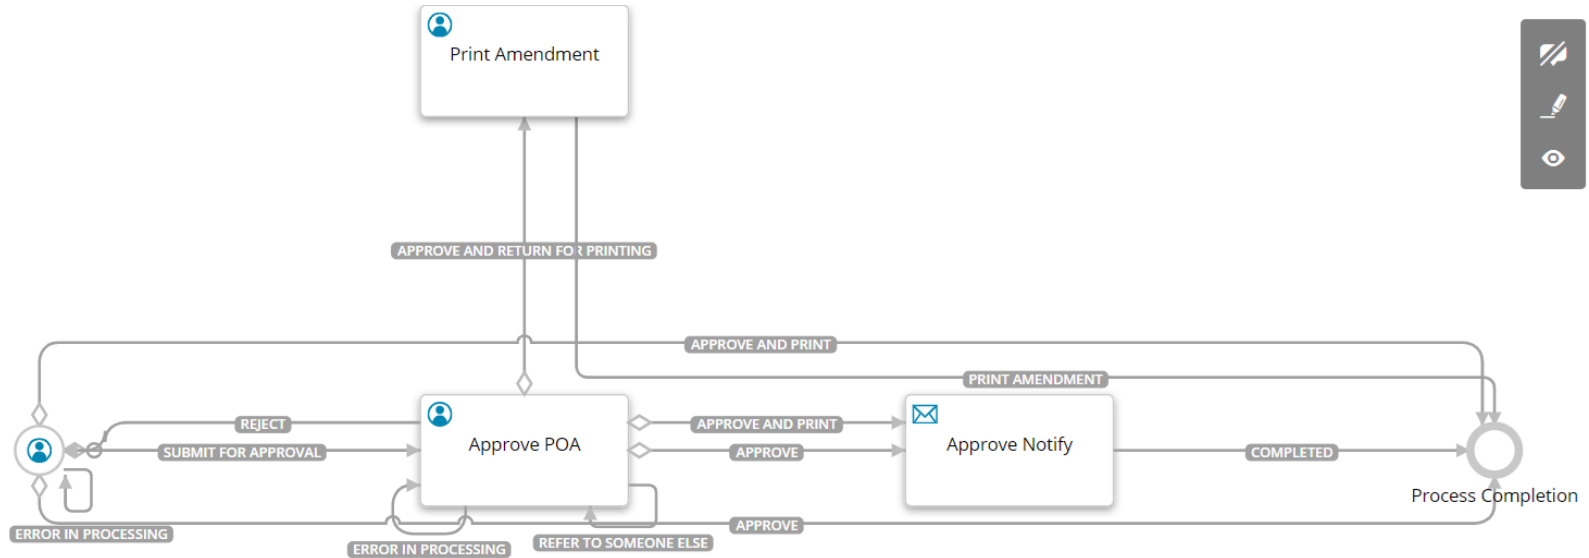 Print Amendment
APPROVE AND RETURN FOR PRINTING
APPROVE AND PRINT
PRINT AMENDMENT
REJECT
APPROVE AND PRINT
Approve POA
Approve Notify
SUBMIT FOR APPROVAL
APPROVE
COMPLETED
Process Completion
APPROVE
ERROR IN PROCESSING
REFER TO SOMEONE ELSE
ERROR IN PROCESSING